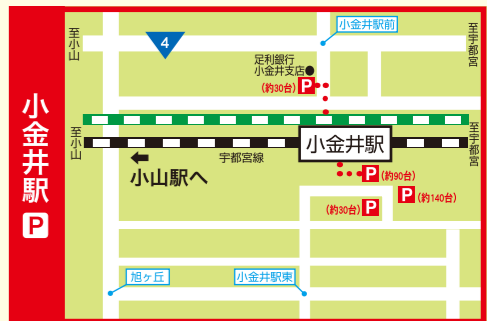 小金井駅
P
至小山
4
小金井駅前
至宇都宮
足利銀行
小金井支店
(約30台) P
至小山
小金井駅
至宇都宮
宇都宮線
小山駅へ
P (約90台)
P (約140台)
(約30台) P
旭ヶ丘
小金井駅東